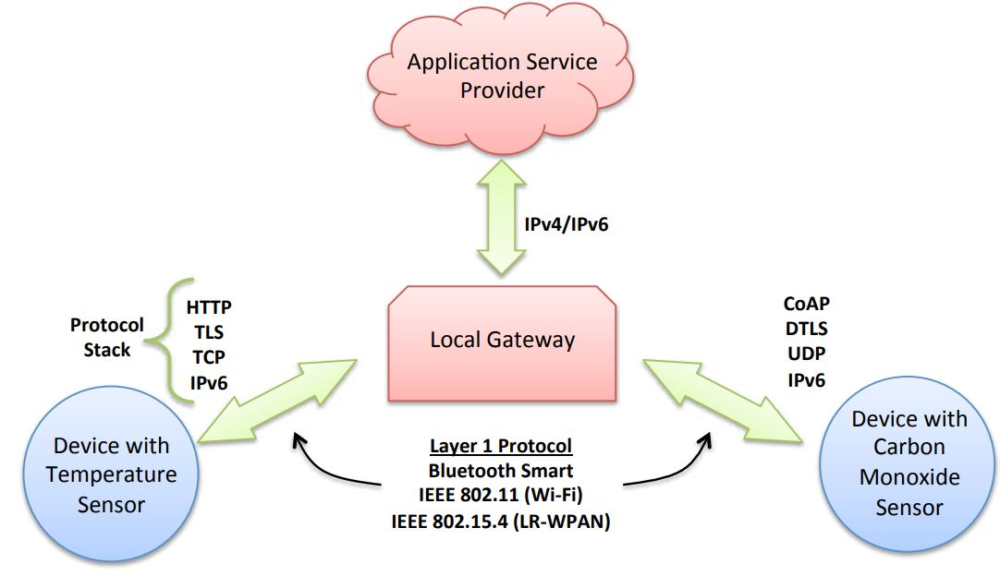 Application Service
Provider
IPv4/IPv6
Protocol
Stack
HTTP
TLS
TCP
IPv6
Local Gateway
CoAP
DTLS
UDP
IPv6
Device with
Temperature
Sensor
Layer 1 Protocol
Bluetooth Smart
IEEE 802.11 (Wi-Fi)
IEEE 802.15.4 (LR-WPAN)
Device with
Carbon
Monoxide
Sensor